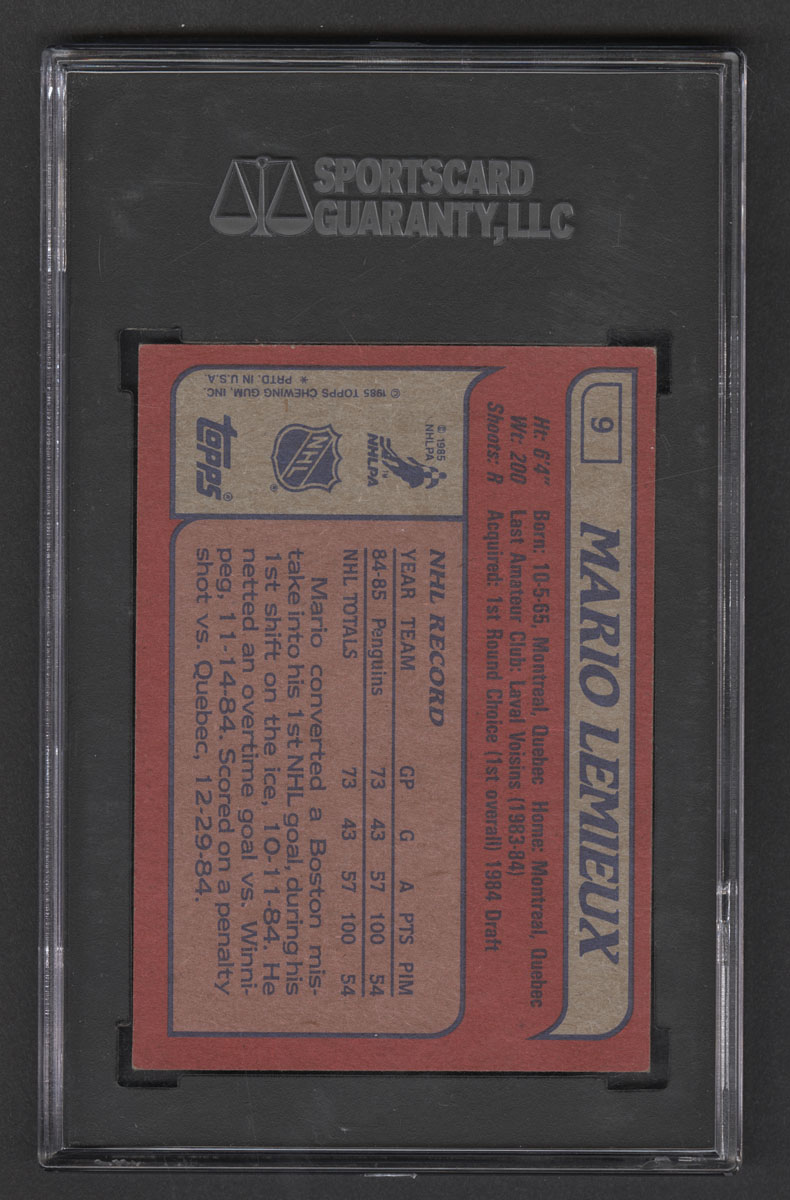 SPORTSCARD
GUARANTY, LLC
9
MARIO LEMIEUX
Ht: 6'4" Born: 10-5-65, Montreal, Quebec Home: Montreal, Quebec
Wt: 200 Last Amateur Club: Laval Voisins (1983-84)
Shoots: R Acquired: 1st Round Choice (1st overall) 1984 Draft
© 1985
NHLPA
NHLPA
NHL
®
TOPPS®
© 1985 TOPPS CHEWING GUM, INC.
* PRTD. IN U.S.A.
NHL RECORD
YEAR TEAM GP G A PTS PIM
84-85 Penguins 73 43 57 100 54
NHL TOTALS 73 43 57 100 54
Mario converted a Boston mis-
take into his 1st NHL goal, during his
1st shift on the ice, 10-11-84. He
netted an overtime goal vs. Winni-
peg, 11-14-84. Scored on a penalty
shot vs. Quebec, 12-29-84.